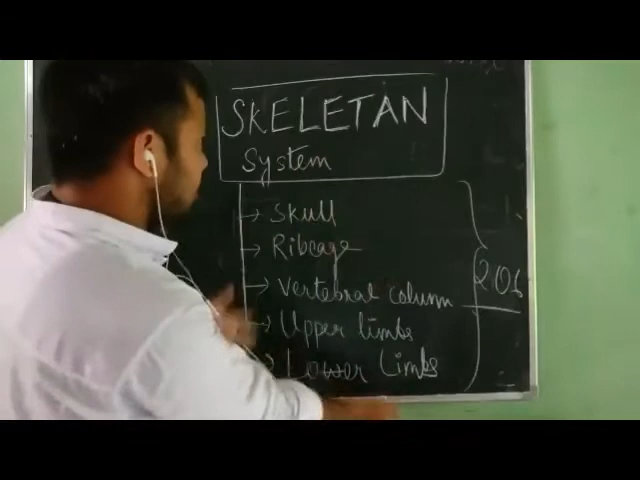 SKELETAN
System
→ Skull
→ Ribcage
→ Vertebral column
→ Upper limbs
→ Lower Limbs
206